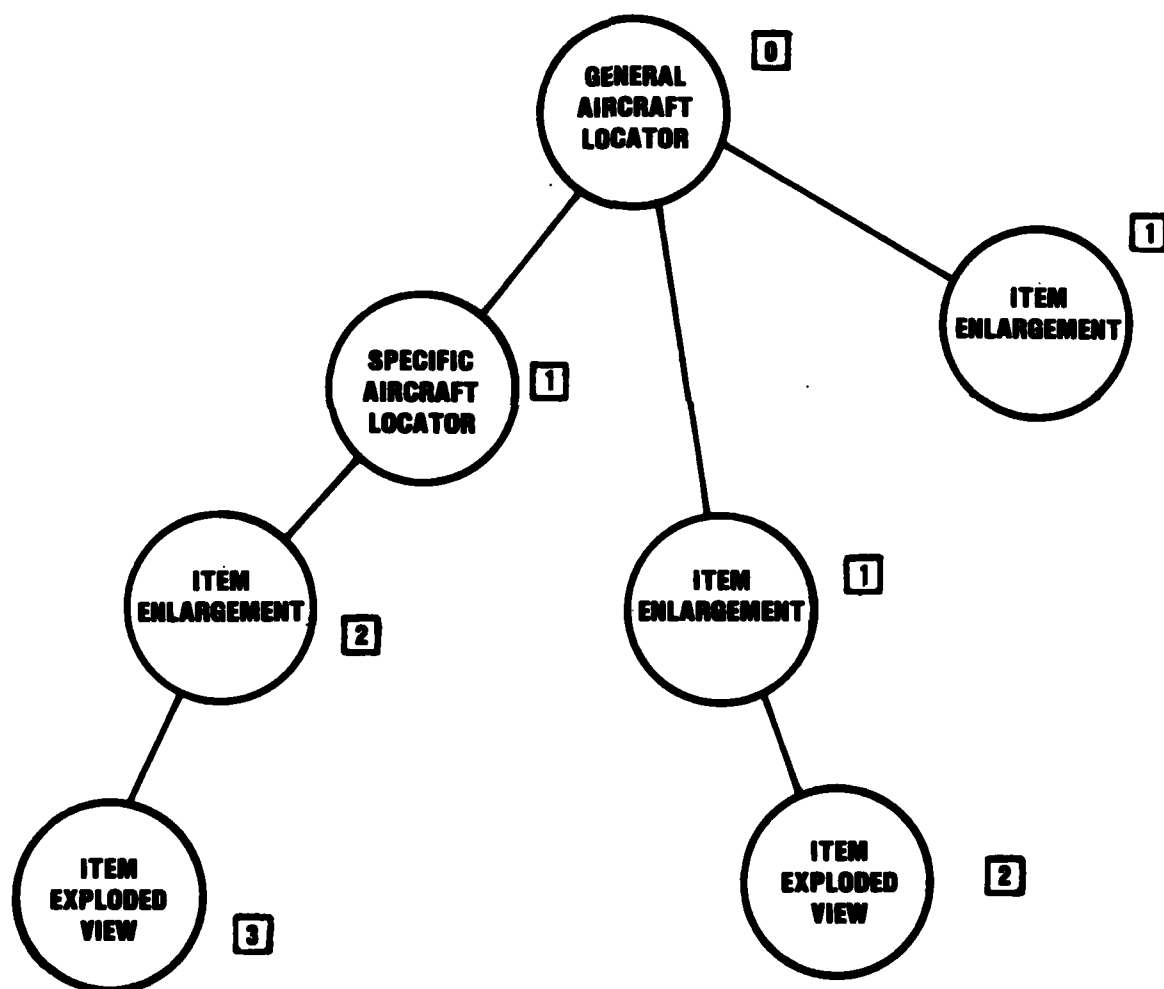 0
GENERAL
AIRCRAFT
LOCATOR
1
ITEM
ENLARGEMENT
SPECIFIC
AIRCRAFT
LOCATOR
1
ITEM
ENLARGEMENT
2
ITEM
ENLARGEMENT
1
ITEM
EXPLODED
VIEW
3
ITEM
EXPLODED
VIEW
2